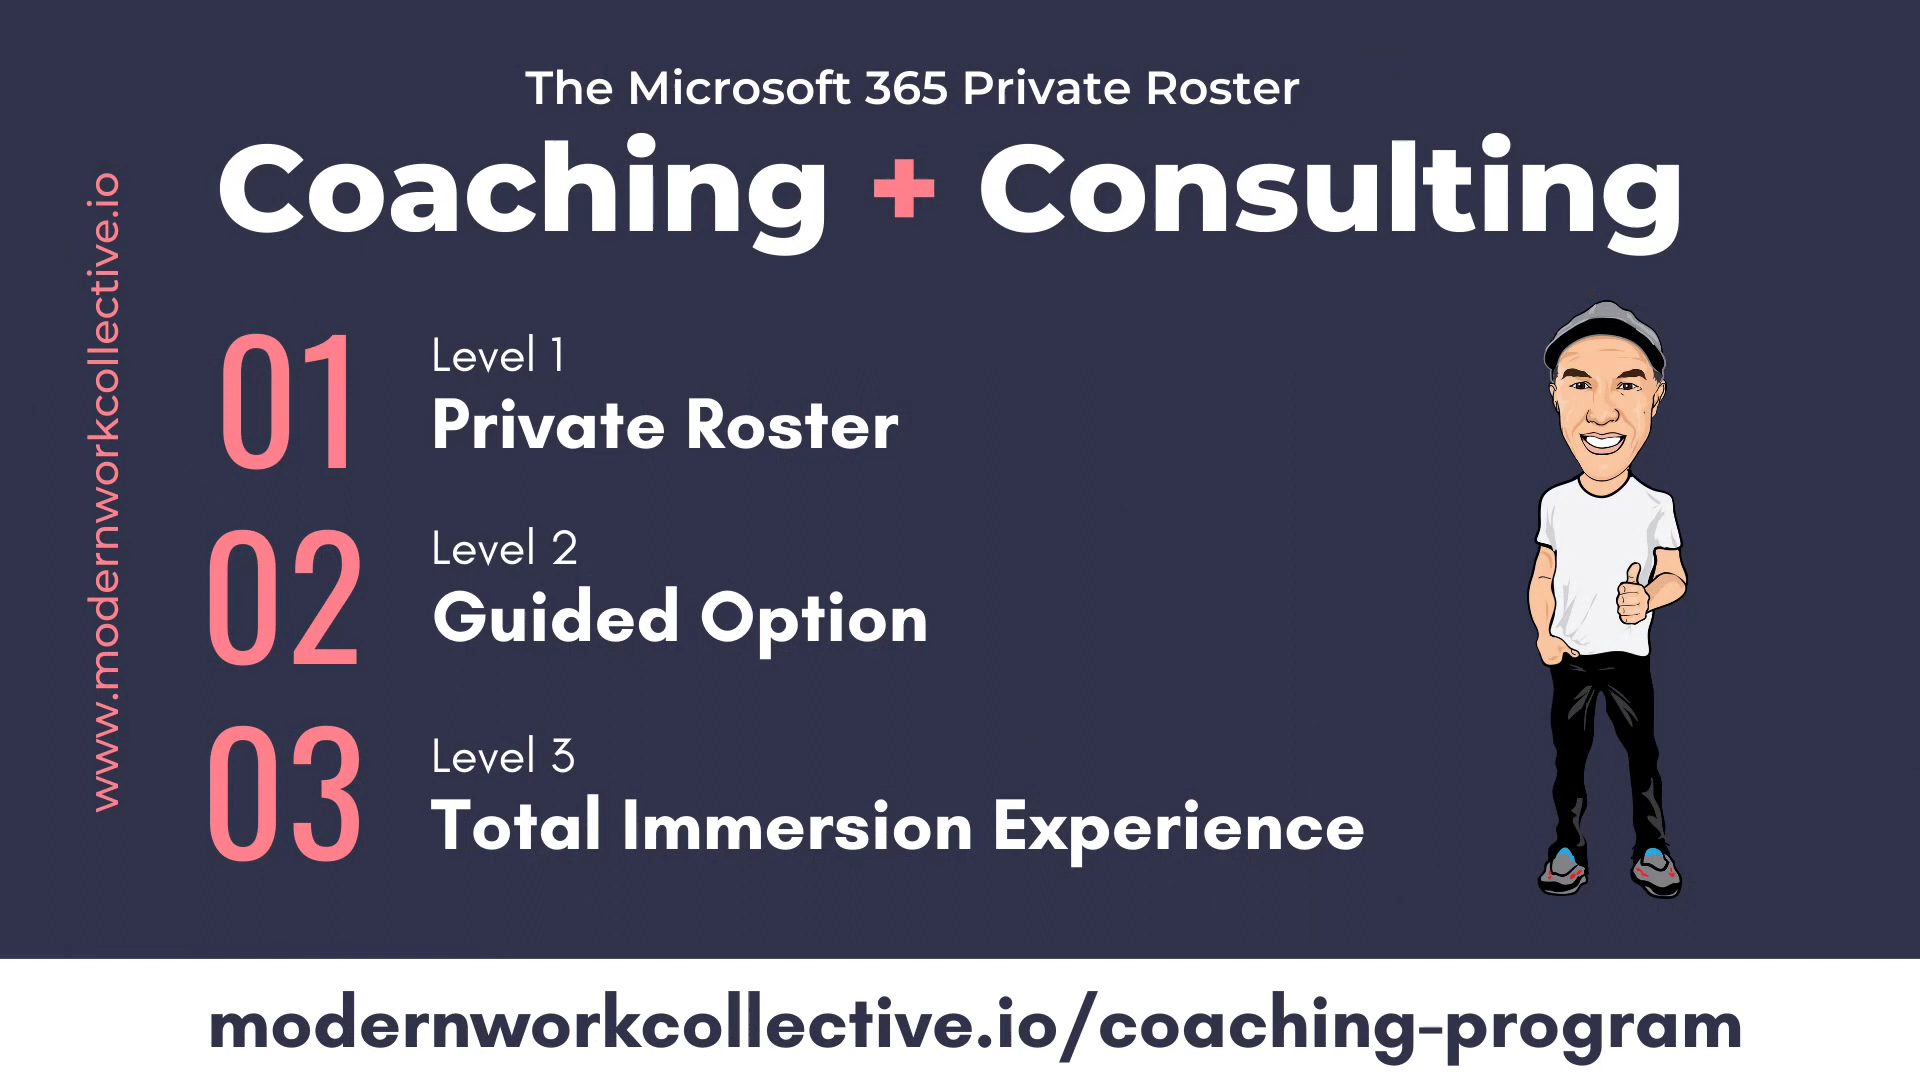 The Microsoft 365 Private Roster
Coaching + Consulting
www.modernworkcollective.io
01
Level 1
Private Roster
02
Level 2
Guided Option
03
Level 3
Total Immersion Experience
modernworkcollective.io/coaching-program